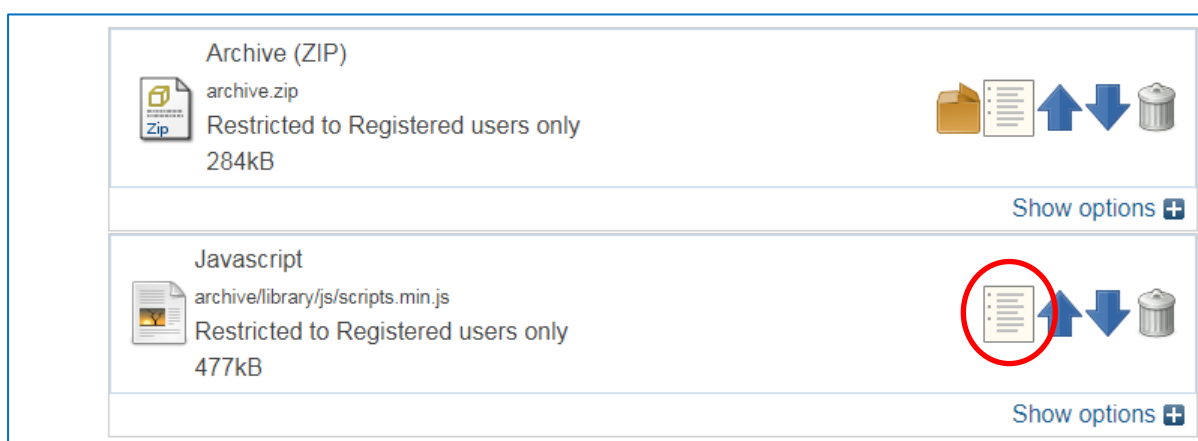 Archive (ZIP)
archive.zip
Zip
Restricted to Registered users only
284kB
Show options
Javascript
archive/library/js/scripts.min.js
Restricted to Registered users only
477kB
Show options